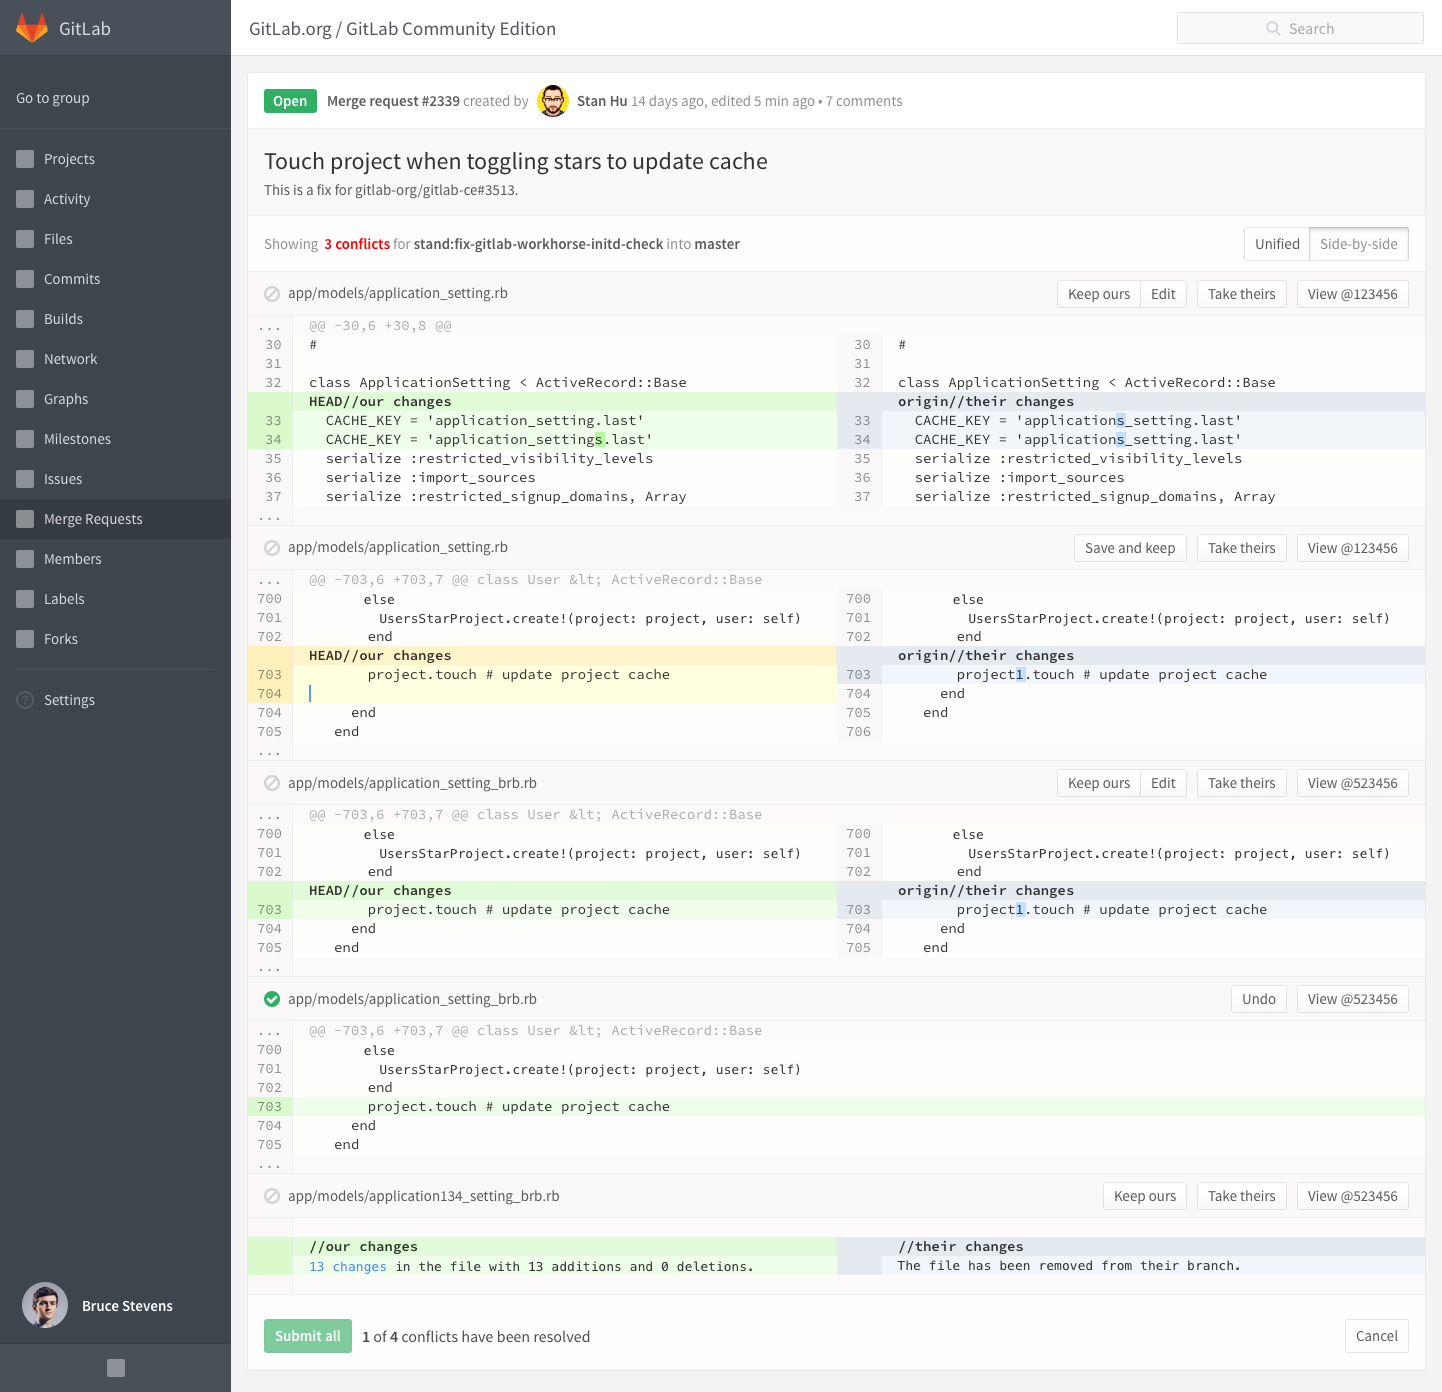 GitLab
GitLab.org / GitLab Community Edition
Search
Go to group
Projects
Activity
Files
Commits
Builds
Network
Graphs
Milestones
Issues
Merge Requests
Members
Labels
Forks
? Settings
Bruce Stevens
Open Merge request #2339 created by Stan Hu 14 days ago, edited 5 min ago • 7 comments
Touch project when toggling stars to update cache
This is a fix for gitlab-org/gitlab-ce#3513.
Showing 3 conflicts for stand:fix-gitlab-workhorse-initd-check into master
Unified Side-by-side
app/models/application_setting.rb Keep ours Edit Take theirs View @123456
... @@ -30,6 +30,8 @@
30 # 30 #
31 31
32 class ApplicationSetting < ActiveRecord::Base 32 class ApplicationSetting < ActiveRecord::Base
HEAD//our changes origin//their changes
33 CACHE_KEY = 'application_setting.last' 33 CACHE_KEY = 'applications_setting.last'
34 CACHE_KEY = 'application_settings.last' 34 CACHE_KEY = 'applications_setting.last'
35 serialize :restricted_visibility_levels 35 serialize :restricted_visibility_levels
36 serialize :import_sources 36 serialize :import_sources
37 serialize :restricted_signup_domains, Array 37 serialize :restricted_signup_domains, Array
...
app/models/application_setting.rb Save and keep Take theirs View @123456
... @@ -703,6 +703,7 @@ class User &lt; ActiveRecord::Base
700 else 700 else
701 UsersStarProject.create!(project: project, user: self) 701 UsersStarProject.create!(project: project, user: self)
702 end 702 end
HEAD//our changes origin//their changes
703 project.touch # update project cache 703 project1.touch # update project cache
704 704 end
704 end 705 end
705 end 706
...
app/models/application_setting_brb.rb Keep ours Edit Take theirs View @523456
... @@ -703,6 +703,7 @@ class User &lt; ActiveRecord::Base
700 else 700 else
701 UsersStarProject.create!(project: project, user: self) 701 UsersStarProject.create!(project: project, user: self)
702 end 702 end
HEAD//our changes origin//their changes
703 project.touch # update project cache 703 project1.touch # update project cache
704 end 704 end
705 end 705 end
...
app/models/application_setting_brb.rb Undo View @523456
... @@ -703,6 +703,7 @@ class User &lt; ActiveRecord::Base
700 else
701 UsersStarProject.create!(project: project, user: self)
702 end
703 project.touch # update project cache
704 end
705 end
...
app/models/application134_setting_brb.rb Keep ours Take theirs View @523456
//our changes //their changes
13 changes in the file with 13 additions and 0 deletions. The file has been removed from their branch.
Submit all 1 of 4 conflicts have been resolved Cancel